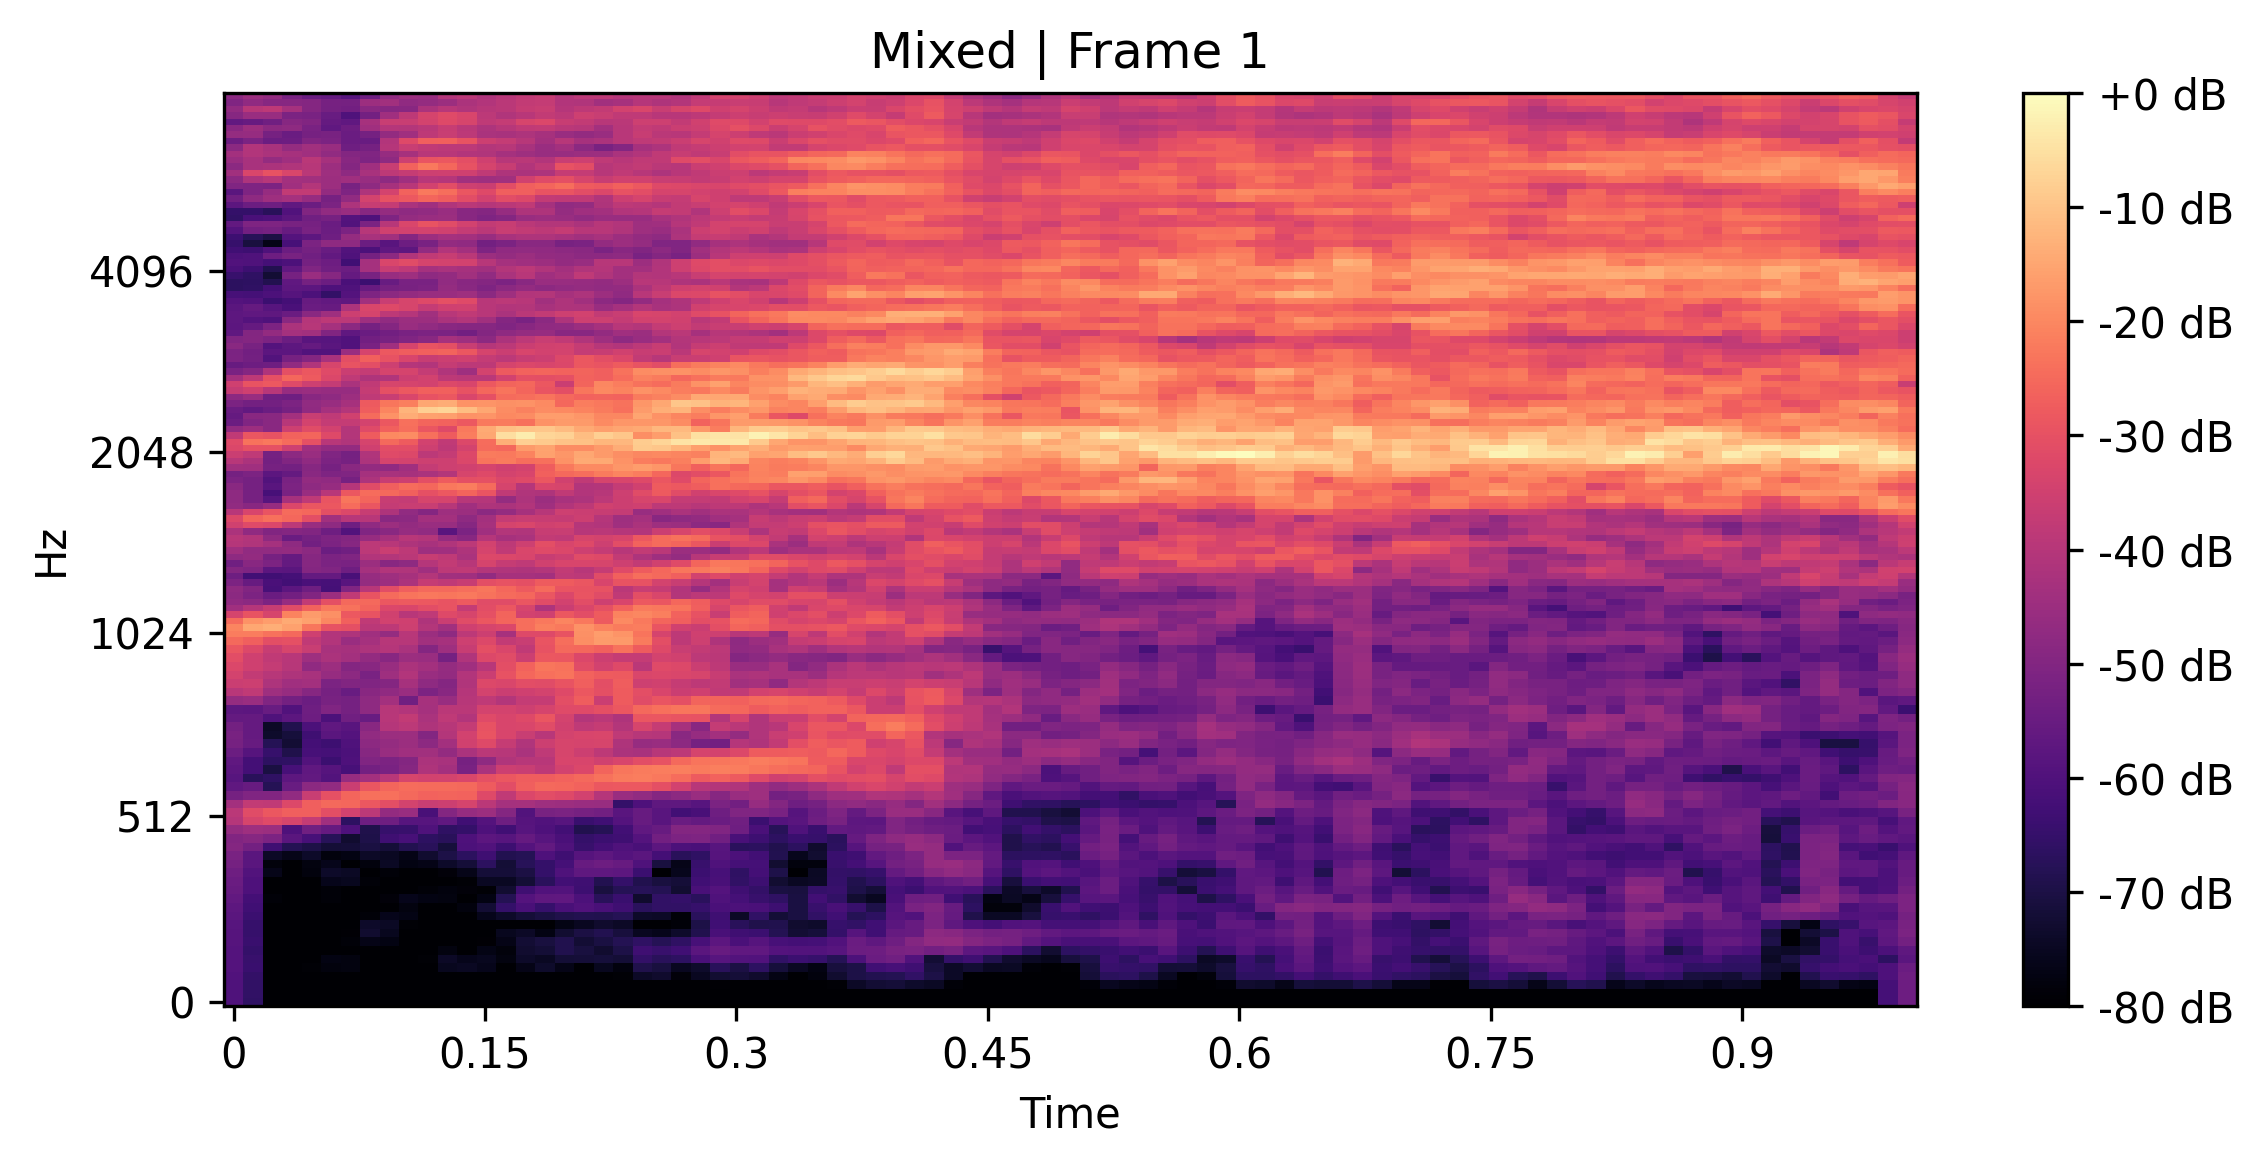 Mixed | Frame 1
Hz
4096
2048
1024
512
0
0 0.15 0.3 0.45 0.6 0.75 0.9
Time
+0 dB
-10 dB
-20 dB
-30 dB
-40 dB
-50 dB
-60 dB
-70 dB
-80 dB